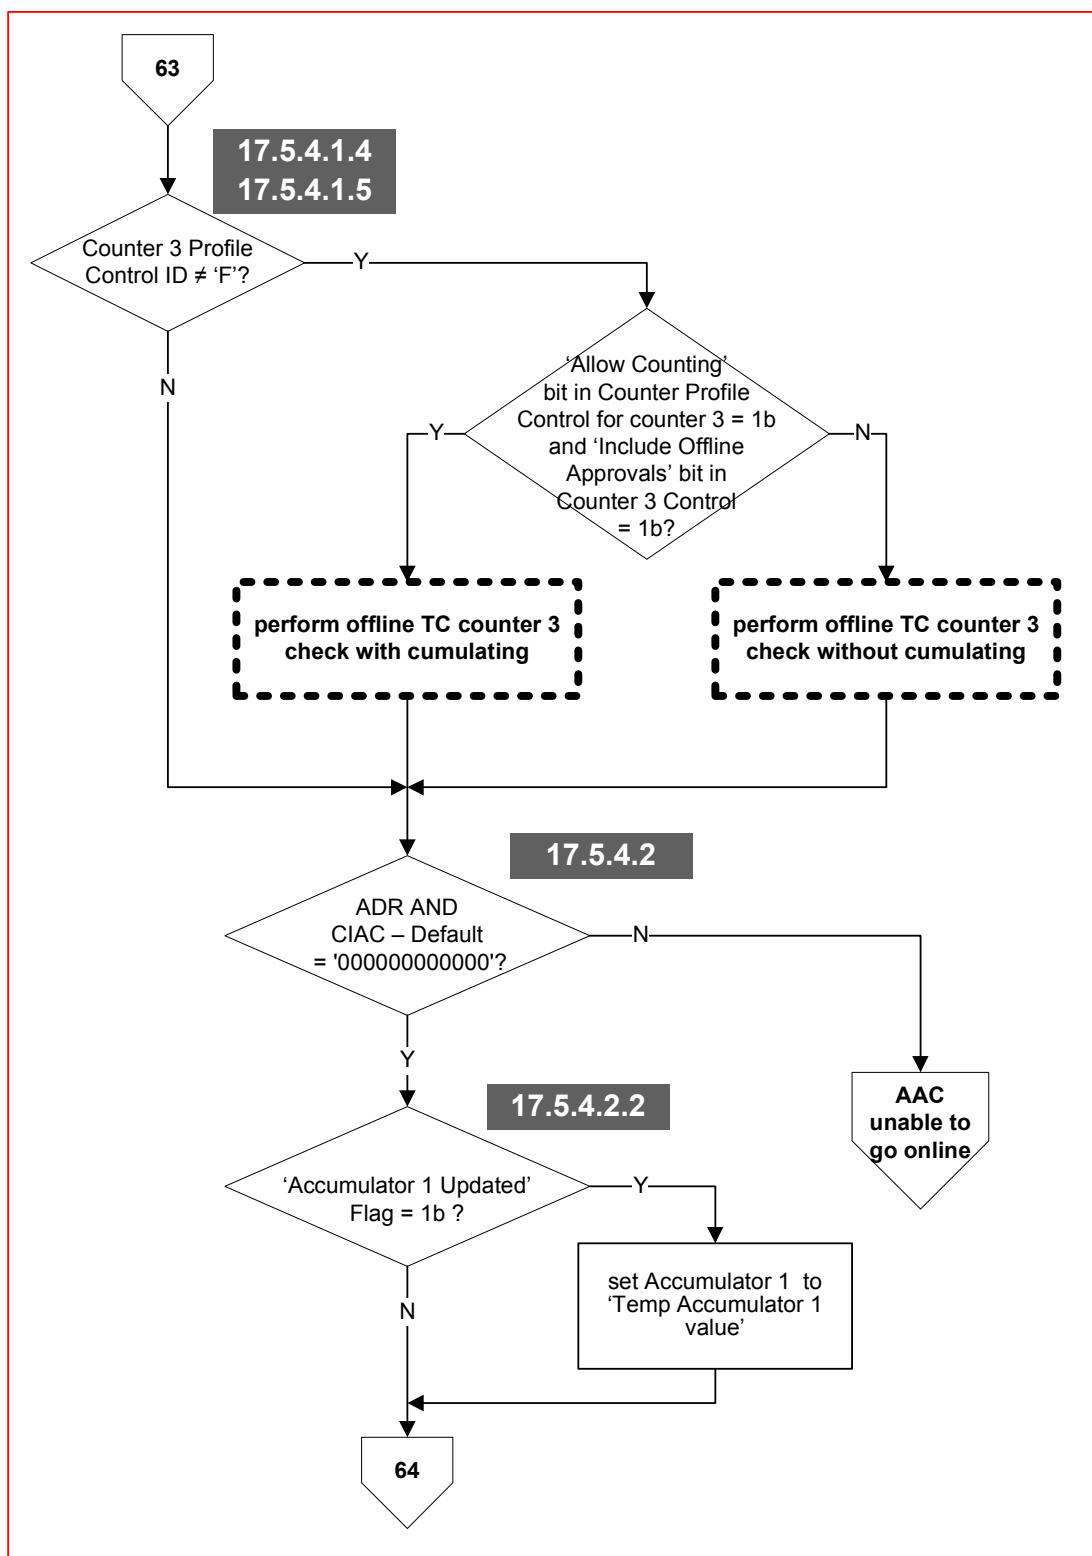 63
17.5.4.1.4
17.5.4.1.5
Counter 3 Profile
Control ID ≠ ‘F’?
Y
N
‘Allow Counting’
bit in Counter Profile
Control for counter 3 = 1b
and ‘Include Offline
Approvals’ bit in
Counter 3 Control
= 1b?
Y
N
perform offline TC counter 3
check with cumulating
perform offline TC counter 3
check without cumulating
17.5.4.2
ADR AND
CIAC – Default
= '000000000000'?
N
Y
AAC
unable to
go online
17.5.4.2.2
‘Accumulator 1 Updated’
Flag = 1b ?
Y
N
set Accumulator 1  to
‘Temp Accumulator 1
value’
64